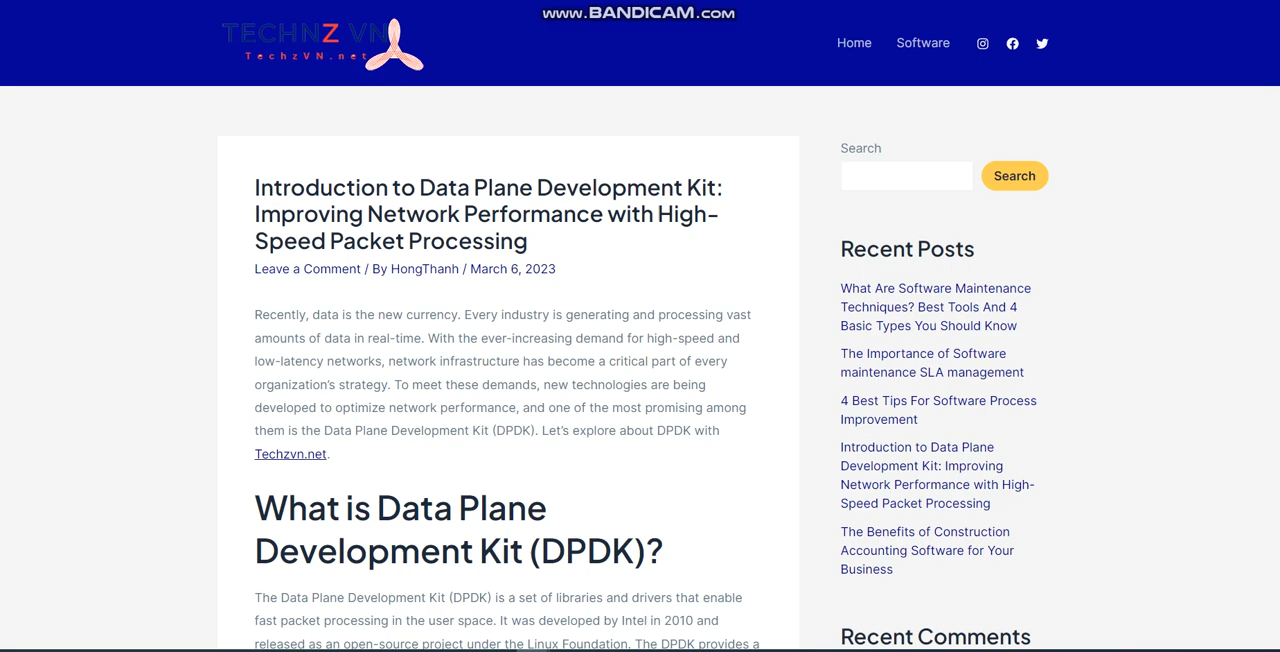 www.BANDICAM.com
TECHNZ VN
TechzVN.net
Home Software
Introduction to Data Plane Development Kit:
Improving Network Performance with High-
Speed Packet Processing
Leave a Comment / By HongThanh / March 6, 2023
Recently, data is the new currency. Every industry is generating and processing vast
amounts of data in real-time. With the ever-increasing demand for high-speed and
low-latency networks, network infrastructure has become a critical part of every
organization's strategy. To meet these demands, new technologies are being
developed to optimize network performance, and one of the most promising among
them is the Data Plane Development Kit (DPDK). Let's explore about DPDK with
Techzvn.net.
What is Data Plane
Development Kit (DPDK)?
The Data Plane Development Kit (DPDK) is a set of libraries and drivers that enable
fast packet processing in the user space. It was developed by Intel in 2010 and
released as an open-source project under the Linux Foundation. The DPDK provides a
Search
Search
Recent Posts
What Are Software Maintenance
Techniques? Best Tools And 4
Basic Types You Should Know
The Importance of Software
maintenance SLA management
4 Best Tips For Software Process
Improvement
Introduction to Data Plane
Development Kit: Improving
Network Performance with High-
Speed Packet Processing
The Benefits of Construction
Accounting Software for Your
Business
Recent Comments